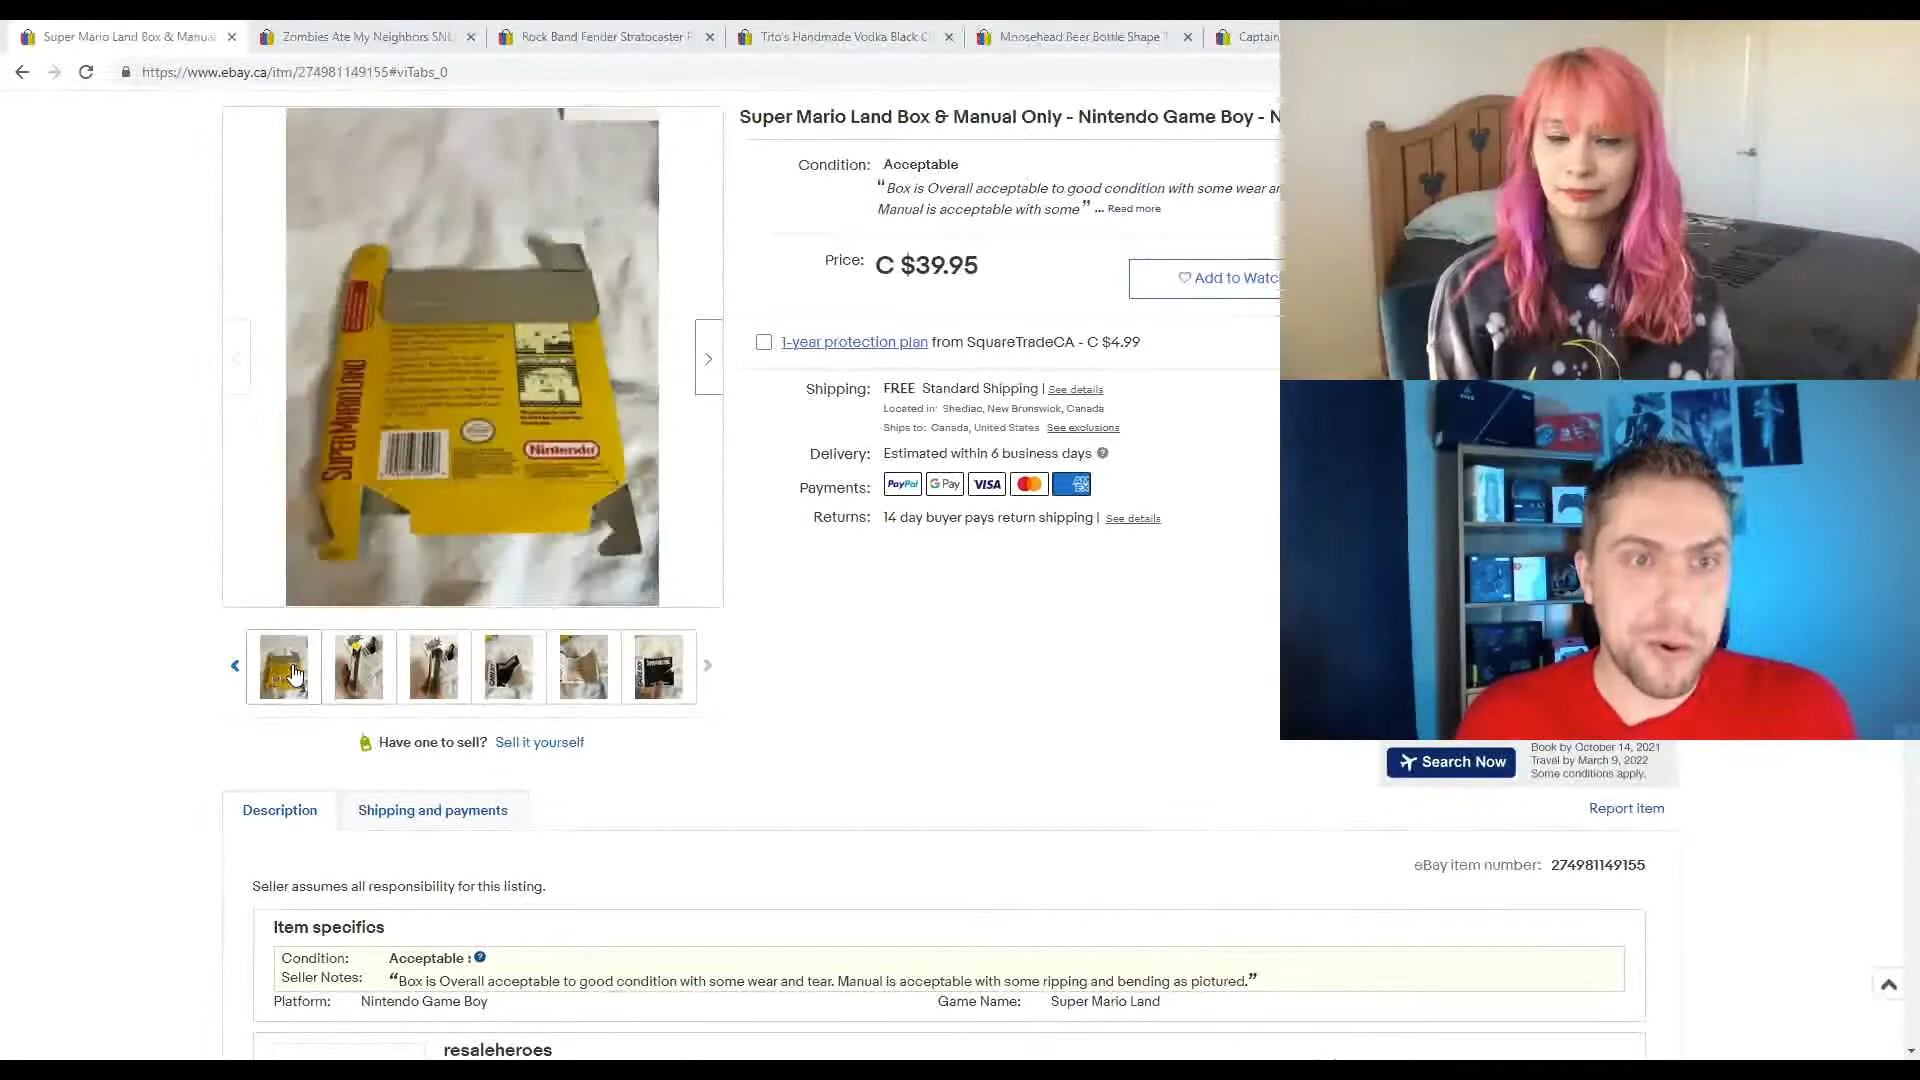 Super Mario Land Box & Manual
Zombies Ate My Neighbors SN
Rock Band Fender Stratocaster
Tito's Handmade Vodka Black
Moosehead Beer Bottle Shape
Captain
https://www.ebay.ca/itm/274981149155#viTabs_0
Super Mario Land Box & Manual Only - Nintendo Game Boy - N
Condition: Acceptable
“Box is Overall acceptable to good condition with some wear an
Manual is acceptable with some” ... Read more
Price: C $39.95
Add to Watc
1-year protection plan from SquareTradeCA - C $4.99
Shipping: FREE Standard Shipping | See details
Located in: Shediac, New Brunswick, Canada
Ships to: Canada, United States See exclusions
Delivery: Estimated within 6 business days
Payments: PayPal G Pay VISA
Returns: 14 day buyer pays return shipping | See details
SUPER MARIO LAND
Nintendo
Have one to sell? Sell it yourself
Search Now
Book by October 14, 2021
Travel by March 9, 2022
Some conditions apply.
Description
Shipping and payments
Report item
eBay item number: 274981149155
Seller assumes all responsibility for this listing.
Item specifics
Condition: Acceptable :
Seller Notes: “Box is Overall acceptable to good condition with some wear and tear. Manual is acceptable with some ripping and bending as pictured.”
Platform: Nintendo Game Boy
Game Name: Super Mario Land
resaleheroes